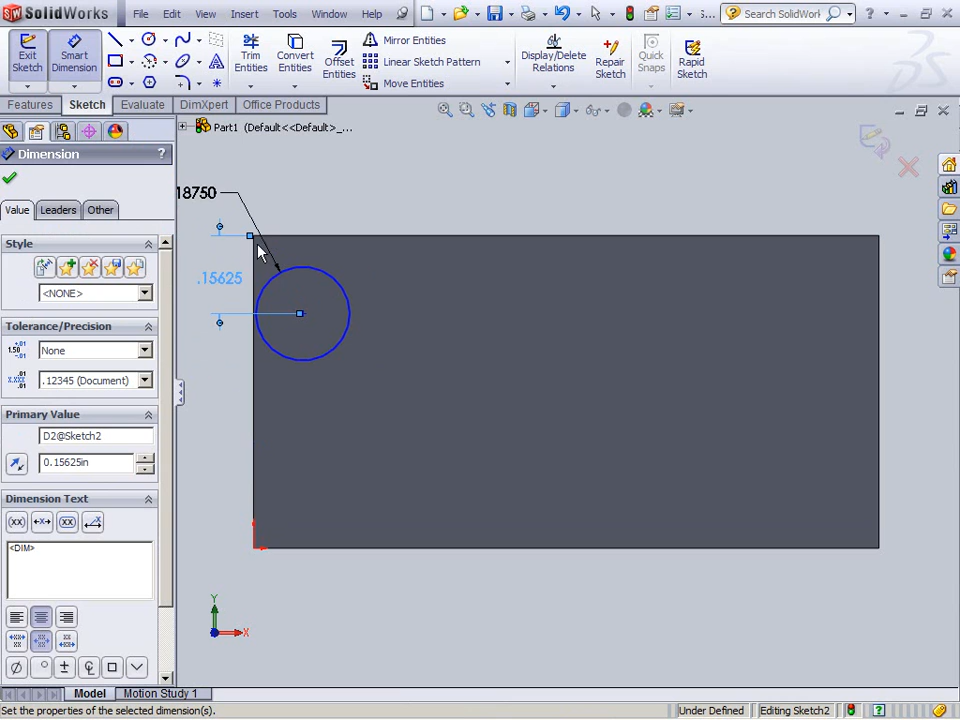 SolidWorks File Edit View Insert Tools Window Help S... Search SolidWorks ?
Exit Sketch Smart Dimension Trim Entities Convert Entities Offset Entities Mirror Entities Linear Sketch Pattern Move Entities Display/Delete Relations Repair Sketch Quick Snaps Rapid Sketch
Features Sketch Evaluate DimXpert Office Products
Part1 (Default<<Default>_...
Dimension ?
Value Leaders Other
18750
Style
<NONE>
.15625
Tolerance/Precision
None
.12345 (Document)
Primary Value
D2@Sketch2
0.15625in
Dimension Text
<DIM>
Y
X
Model Motion Study 1
Set the properties of the selected dimension(s). Under Defined Editing Sketch2 ?